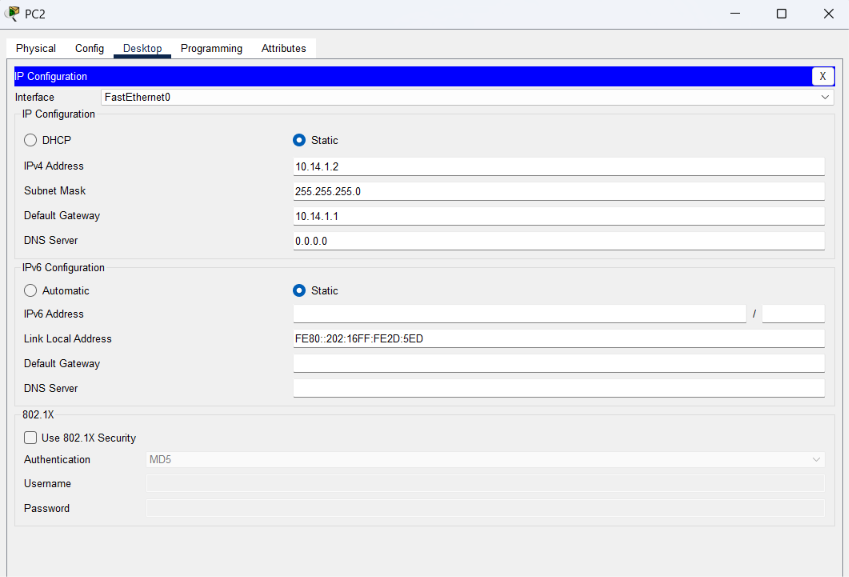 PC2
Physical Config Desktop Programming Attributes
IP Configuration X
Interface FastEthernet0
IP Configuration
DHCP Static
IPv4 Address 10.14.1.2
Subnet Mask 255.255.255.0
Default Gateway 10.14.1.1
DNS Server 0.0.0.0
IPv6 Configuration
Automatic Static
IPv6 Address /
Link Local Address FE80::202:16FF:FE2D:5ED
Default Gateway
DNS Server
802.1X
Use 802.1X Security
Authentication MD5
Username
Password